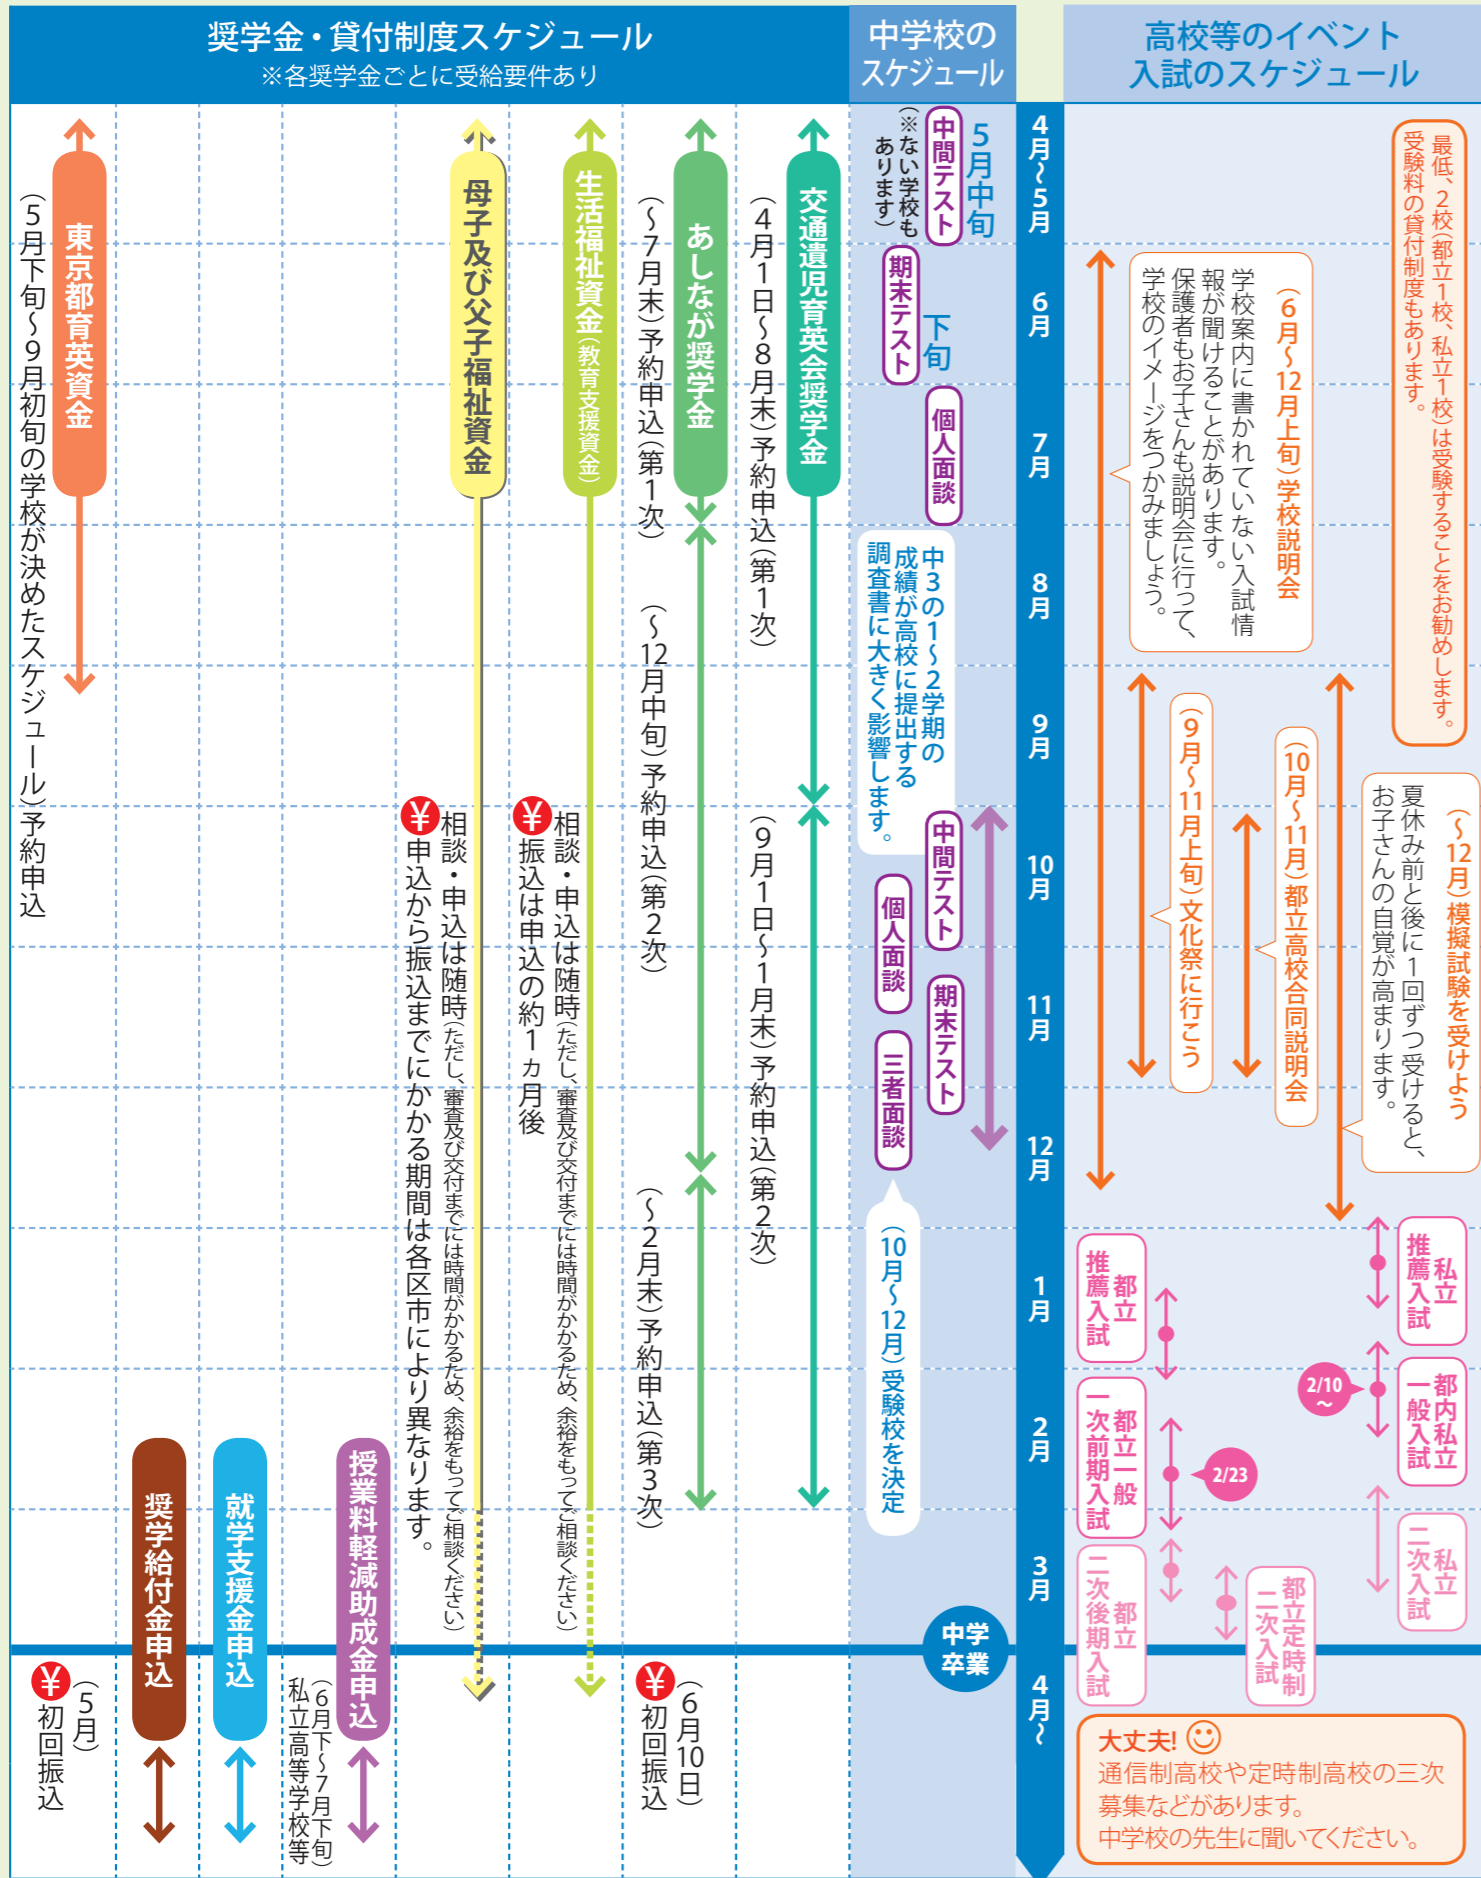 奨学金・貸付制度スケジュール
※各奨学金ごとに受給要件あり
中学校の
スケジュール
高校等のイベント
入試のスケジュール
4月〜5月
6月
7月
8月
9月
10月
11月
12月
1月
2月
3月
4月〜
中学
卒業
最低、2校(都立1校、私立1校)は受験することをお勧めします。
受験料の貸付制度もあります。
(6月〜12月上旬)学校説明会
学校案内に書かれていない入試情
報が聞けることがあります。
保護者もお子さんも説明会に行って、
学校のイメージをつかみましょう。
(〜12月)模擬試験を受けよう
夏休み前と後に1回ずつ受けると、
お子さんの自覚が高まります。
(10月〜11月)都立高校合同説明会
(9月〜11月上旬)文化祭に行こう
私立
推薦入試
都立
推薦入試
都内私立
一般入試
2/10
〜
都立一般
一次前期入試
2/23
私立
二次入試
都立定時制
二次入試
都立
二次後期入試
大丈夫!
通信制高校や定時制高校の三次
募集などがあります。
中学校の先生に聞いてください。
5月中旬
中間テスト
(※ない学校も
あります)
下旬
期末テスト
個人面談
中3の1〜2学期の
成績が高校に提出する
調査書に大きく影響します。
中間テスト
個人面談
期末テスト
三者面談
(10月〜12月)受験校を決定
交通遺児育英会奨学金
(4月1日〜8月末)予約申込(第1次)
(9月1日〜1月末)予約申込(第2次)
あしなが奨学金
(〜7月末)予約申込(第1次)
(〜12月中旬)予約申込(第2次)
(〜2月末)予約申込(第3次)
(6月10日)
¥初回振込
生活福祉資金(教育支援資金)
相談・申込は随時(ただし、審査及び交付までには時間がかかるため、余裕をもってご相談ください)
¥振込は申込の約1ヵ月後
母子及び父子福祉資金
相談・申込は随時(ただし、審査及び交付までには時間がかかるため、余裕をもってご相談ください)
¥申込から振込までにかかる期間は各区市により異なります。
授業料軽減助成金申込
(6月下〜7月下旬)
私立高等学校等
就学支援金申込
奨学給付金申込
東京都育英資金
(5月下旬〜9月初旬の学校が決めたスケジュール)予約申込
(5月)
¥初回振込